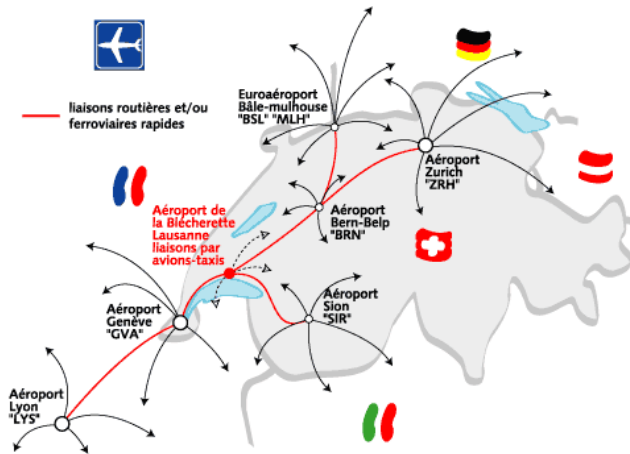 liaisons routières et/ou
ferroviaires rapides
Euroaéroport
Bâle-mulhouse
"BSL" "MLH"
Aéroport
Zurich
"ZRH"
Aéroport de
la Blécherette
Lausanne
liaisons par
avions-taxis
Aéroport
Bern-Belp
"BRN"
Aéroport
Genève
"GVA"
Aéroport
Sion
"SIR"
Aéroport
Lyon
"LYS"